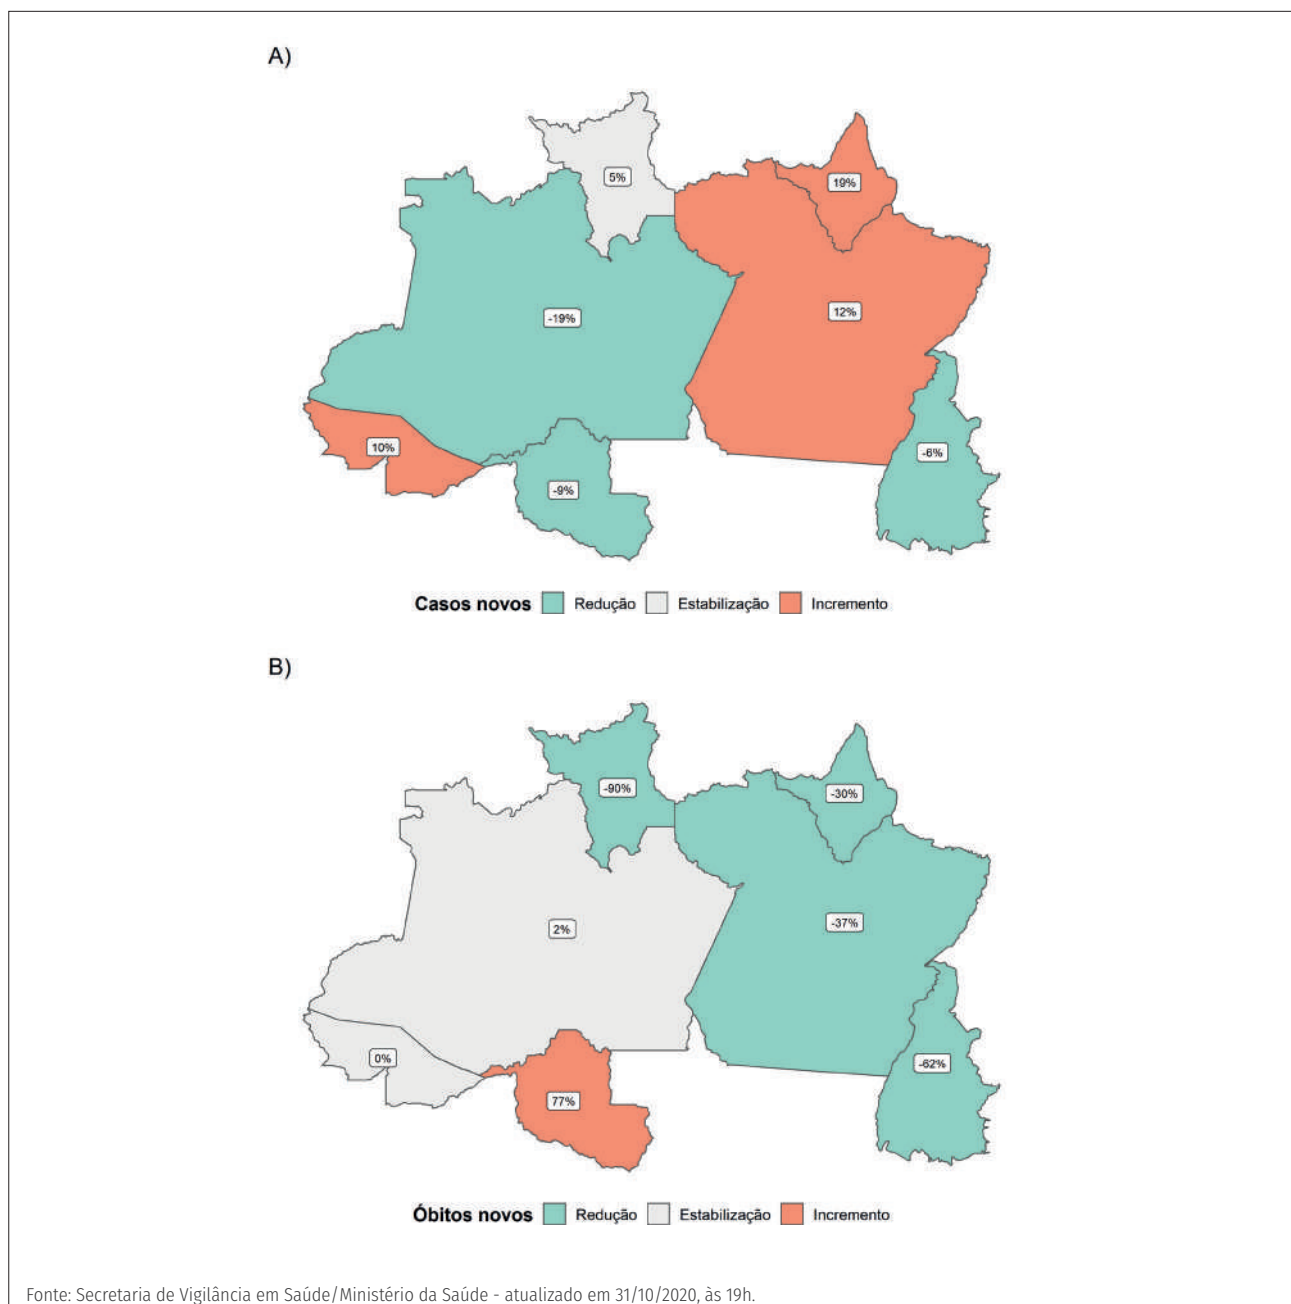 A)
5%
19%
-19%
12%
10%
-6%
-9%
Casos novos Redução Estabilização Incremento
B)
-90%
-30%
2%
-37%
0%
-62%
77%
Óbitos novos Redução Estabilização Incremento
Fonte: Secretaria de Vigilância em Saúde/Ministério da Saúde - atualizado em 31/10/2020, às 19h.